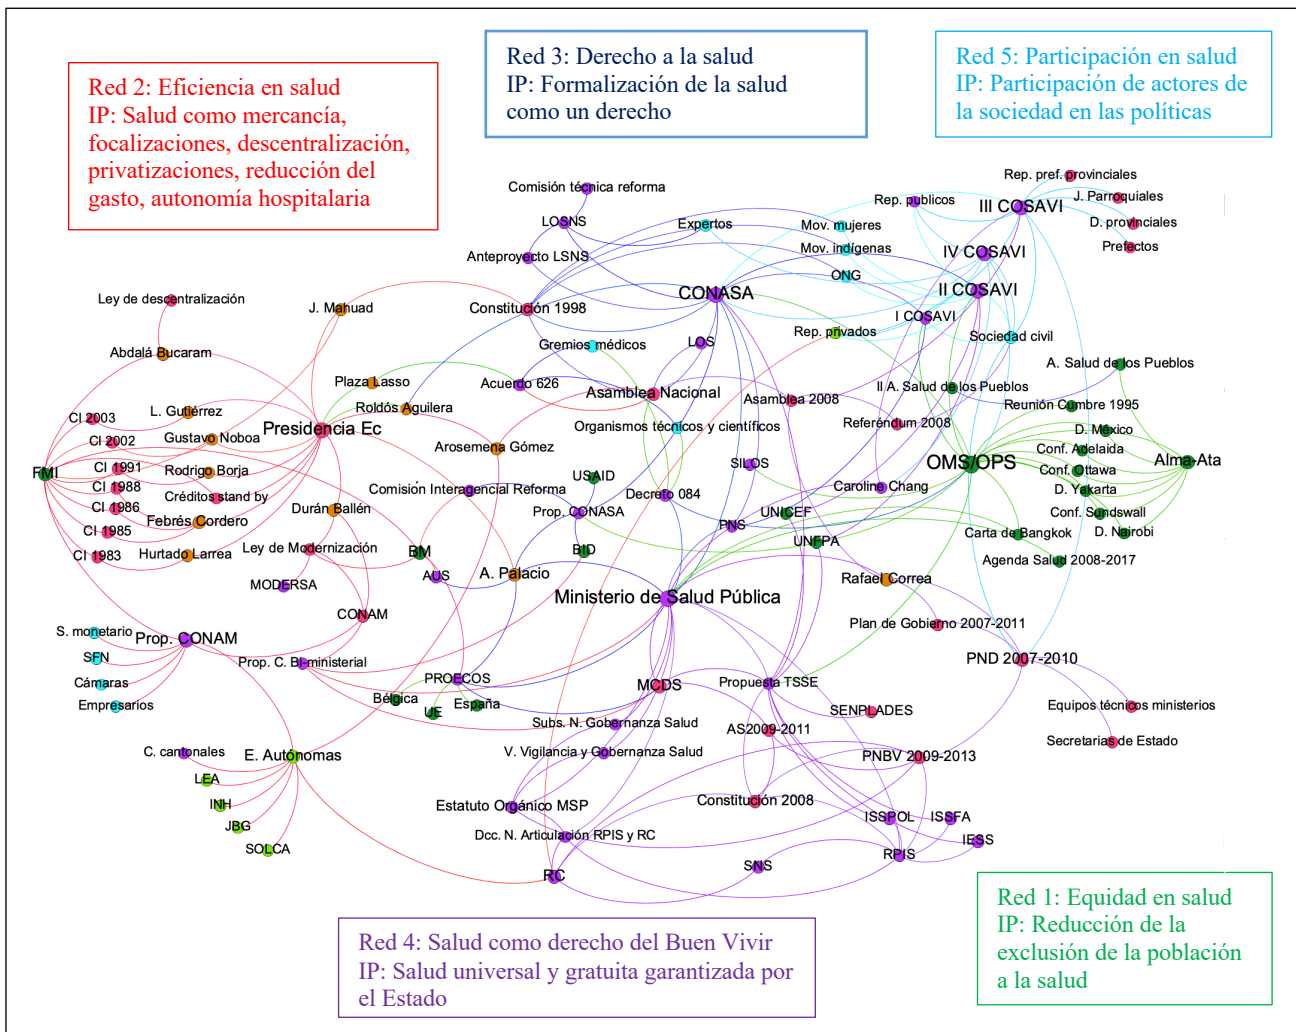 Red 2: Eficiencia en salud
IP: Salud como mercancía,
focalizaciones, descentralización,
privatizaciones, reducción del
gasto, autonomía hospitalaria
Red 3: Derecho a la salud
IP: Formalización de la salud
como un derecho
Red 5: Participación en salud
IP: Participación de actores de
la sociedad en las políticas
Comisión técnica reforma
LOSNS
Anteproyecto LSNS
Expertos
Rep. publicos
Mov. mujeres
Mov. indígenas
ONG
Rep. pref. provinciales
III COSAVI
J. Parroquiales
D. provinciales
Prefectos
IV COSAVI
II COSAVI
I COSAVI
CONASA
Constitución 1998
Rep. privados
Sociedad civil
Ley de descentralización
J. Mahuad
Abdalá Bucaram
Gremios médicos
LOS
A. Salud de los Pueblos
Plaza Lasso
Acuerdo 626
Asamblea Nacional
II A. Salud de los Pueblos
Asamblea 2008
Reunión Cumbre 1995
CI 2003
L. Gutiérrez
Roldós Aguilera
Presidencia Ec
Referéndum 2008
D. México
CI 2002
Gustavo Noboa
Organismos técnicos y científicos
Arosemena Gómez
Conf. Adelaida
FMI
CI 1991
Rodrigo Borja
SILOS
OMS/OPS
Alma-Ata
Conf. Ottawa
CI 1988
Créditos stand by
USAID
Comisión Interagencial Reforma
Decreto 084
Caroline Chang
D. Yakarta
CI 1986
Febrés Cordero
Durán Ballén
Prop. CONASA
UNICEF
PNS
Conf. Sundswall
CI 1985
Carta de Bangkok
D. Nairobi
CI 1983
Hurtado Larrea
Ley de Modernización
BM
BID
UNFPA
Agenda Salud 2008-2017
MODERSA
AUS
A. Palacio
Rafael Correa
Ministerio de Salud Pública
CONAM
Plan de Gobierno 2007-2011
S. monetario
Prop. CONAM
SFN
Prop. C. Bi-ministerial
PND 2007-2010
Cámaras
PROECOS
MCDS
Propuesta TSSE
Empresarios
Bélgica
UE
España
SENPLADES
Equipos técnicos ministerios
Subs. N. Gobernanza Salud
AS2009-2011
Secretarias de Estado
C. cantonales
E. Autónomas
V. Vigilancia y Gobernanza Salud
PNBV 2009-2013
LEA
INH
JBG
SOLCA
Estatuto Orgánico MSP
Constitución 2008
ISSPOL
ISSFA
IESS
Dcc. N. Articulación RPIS y RC
RPIS
SNS
RC
Red 4: Salud como derecho del Buen Vivir
IP: Salud universal y gratuita garantizada por
el Estado
Red 1: Equidad en salud
IP: Reducción de la
exclusión de la población
a la salud